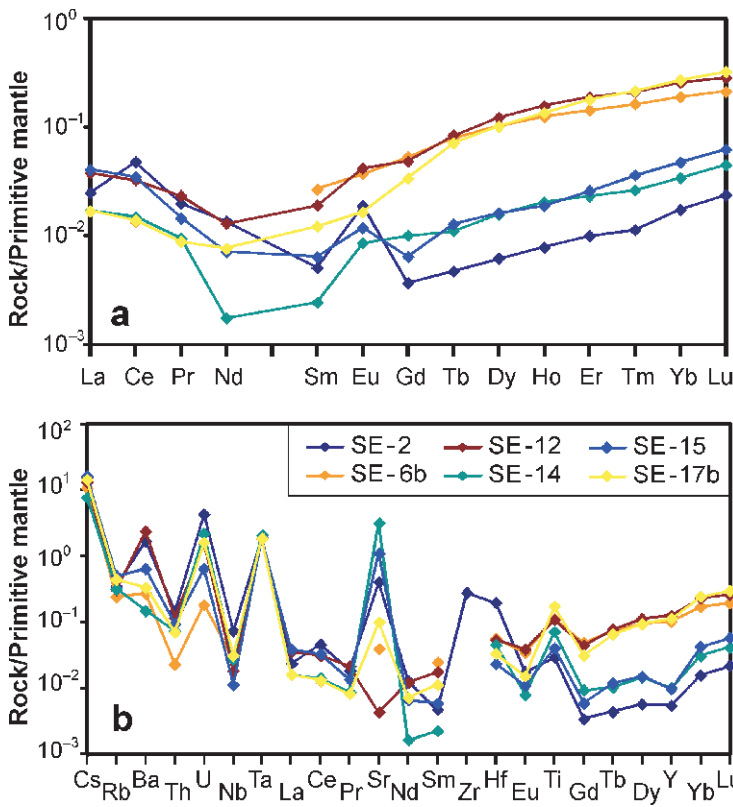 10⁰
10⁻¹
10⁻²
10⁻³
Rock/Primitive mantle
a
La Ce Pr Nd Sm Eu Gd Tb Dy Ho Er Tm Yb Lu
10²
10¹
10⁰
10⁻¹
10⁻²
10⁻³
Rock/Primitive mantle
SE-2 SE-12 SE-15
SE-6b SE-14 SE-17b
b
Cs Rb Ba Th U Nb Ta La Ce Pr Sr Nd Sm Zr Hf Eu Ti Gd Tb Dy Y Yb Lu